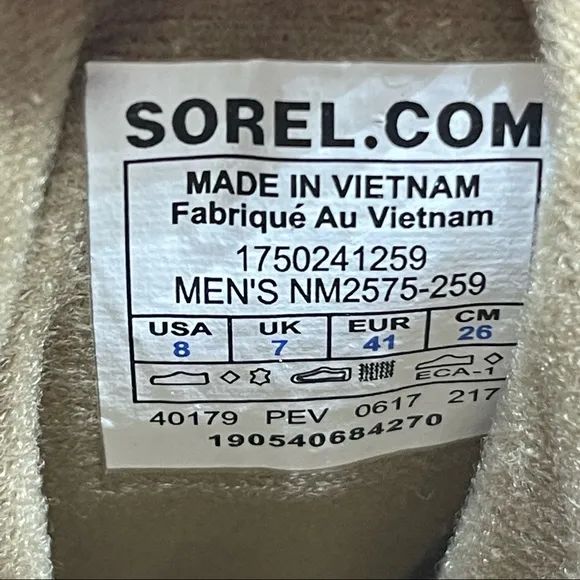 SOREL.COM
MADE IN VIETNAM
Fabriqué Au Vietnam
1750241259
MEN'S NM2575-259
USA UK EUR CM
8 7 41 26
ECA-1
40179 PEV 0617 217
190540684270